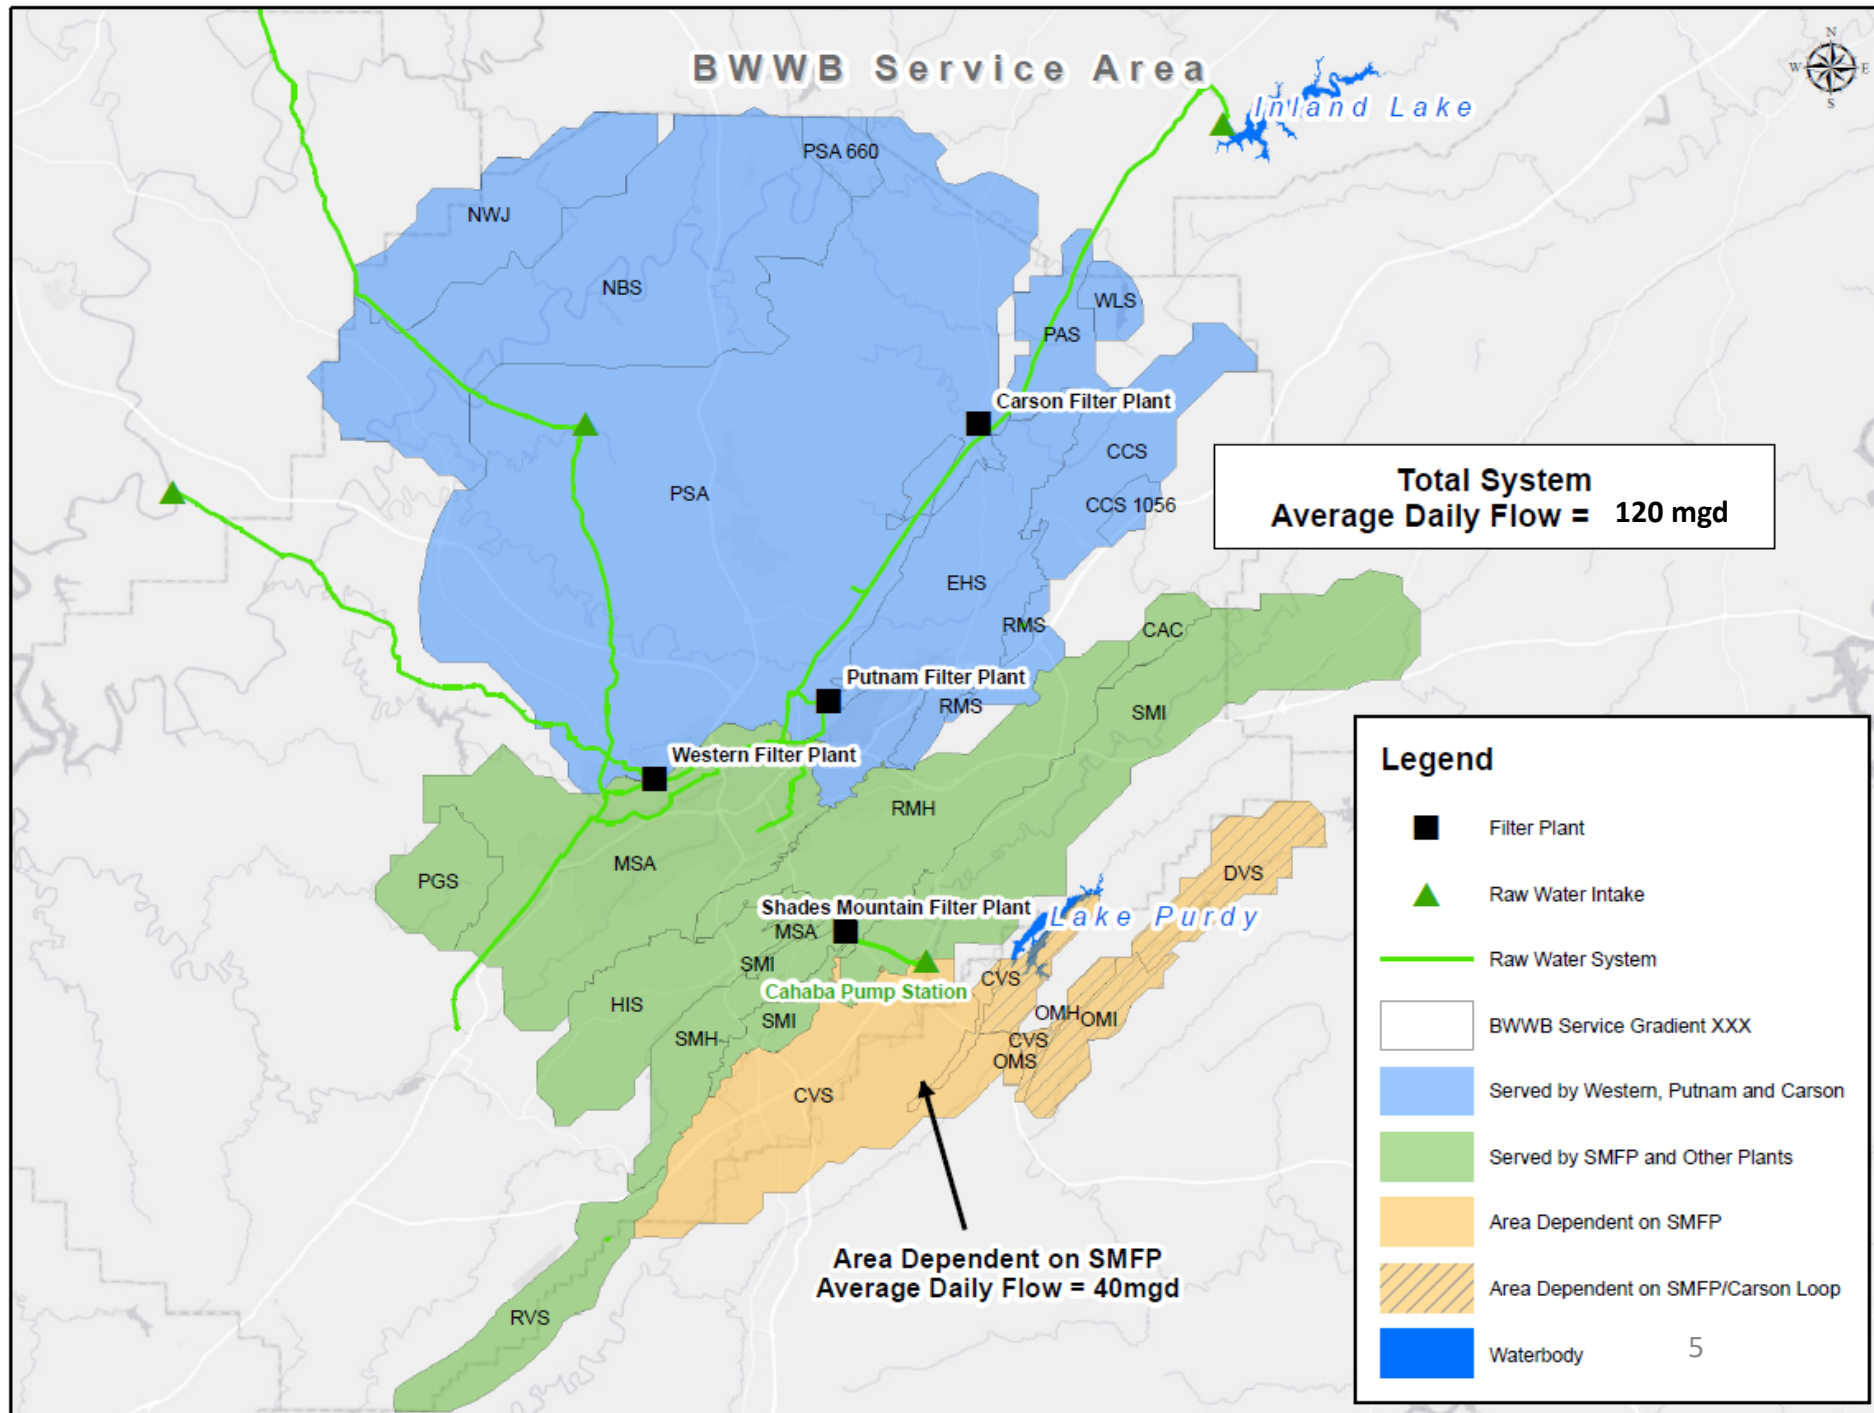 BWWB Service Area
N
W
E
S
Inland Lake
PSA 660
NWJ
NBS
WLS
PAS
Carson Filter Plant
CCS
PSA
CCS 1056
Total System
Average Daily Flow = 120 mgd
EHS
RMS
CAC
Putnam Filter Plant
RMS
SMI
Western Filter Plant
RMH
MSA
PGS
DVS
Shades Mountain Filter Plant
Lake Purdy
MSA
SMI
CVS
Cahaba Pump Station
HIS
SMI
OMH
OMI
SMH
CVS
OMS
CVS
Area Dependent on SMFP
Average Daily Flow = 40mgd
RVS
Legend
Filter Plant
Raw Water Intake
Raw Water System
BWWB Service Gradient XXX
Served by Western, Putnam and Carson
Served by SMFP and Other Plants
Area Dependent on SMFP
Area Dependent on SMFP/Carson Loop
Waterbody
5